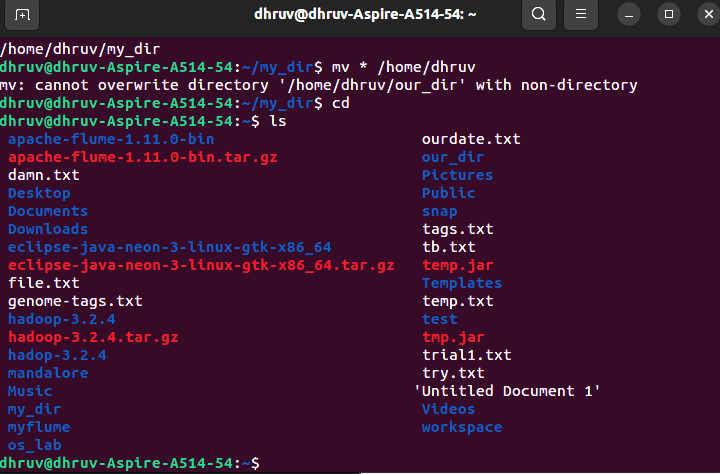 dhruv@dhruv-Aspire-A514-54: ~
/home/dhruv/my_dir
dhruv@dhruv-Aspire-A514-54:~/my_dir$ mv * /home/dhruv
mv: cannot overwrite directory '/home/dhruv/our_dir' with non-directory
dhruv@dhruv-Aspire-A514-54:~/my_dir$ cd
dhruv@dhruv-Aspire-A514-54:~$ ls
apache-flume-1.11.0-bin ourdate.txt
apache-flume-1.11.0-bin.tar.gz our_dir
damn.txt Pictures
Desktop Public
Documents snap
Downloads tags.txt
eclipse-java-neon-3-linux-gtk-x86_64 tb.txt
eclipse-java-neon-3-linux-gtk-x86_64.tar.gz temp.jar
file.txt Templates
genome-tags.txt temp.txt
hadoop-3.2.4 test
hadoop-3.2.4.tar.gz tmp.jar
hadop-3.2.4 trial1.txt
mandalore try.txt
Music 'Untitled Document 1'
my_dir Videos
myflume workspace
os_lab
dhruv@dhruv-Aspire-A514-54:~$